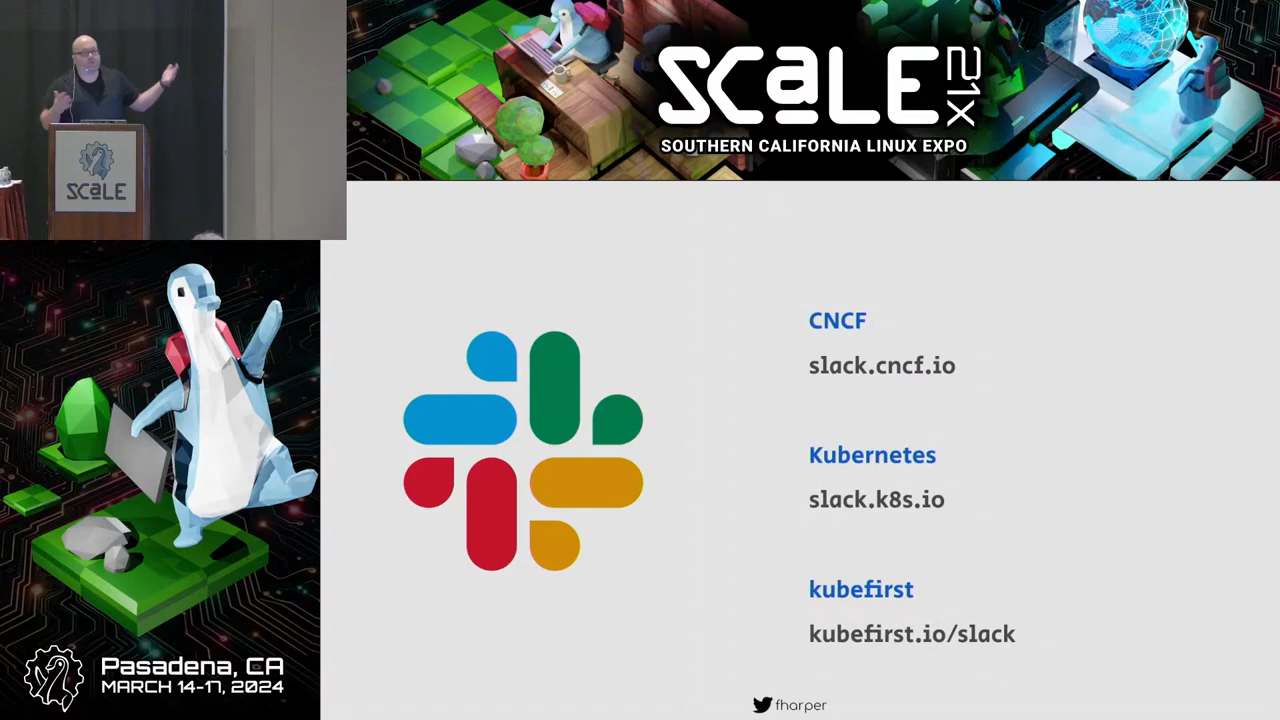 SCaLE 21X
SOUTHERN CALIFORNIA LINUX EXPO
SCaLE
CNCF
slack.cncf.io
Kubernetes
slack.k8s.io
kubefirst
kubefirst.io/slack
Pasadena, CA
MARCH 14-17, 2024
fharper